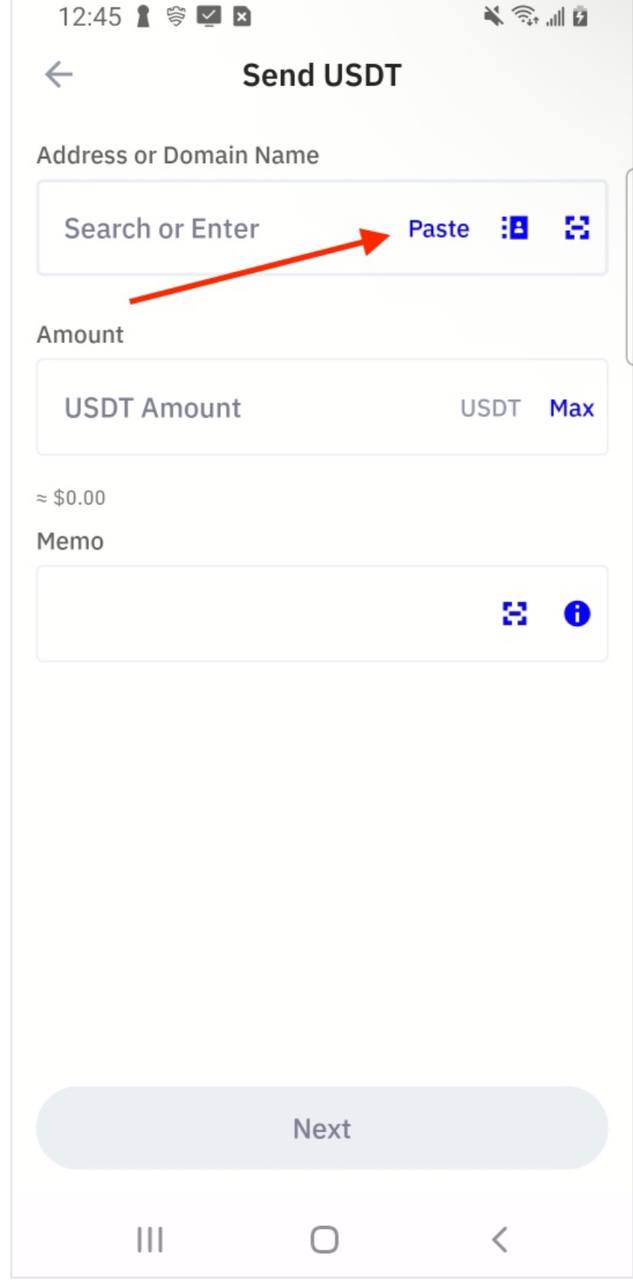 12:45
Send USDT
Address or Domain Name
Search or Enter Paste
Amount
USDT Amount USDT Max
≈ $0.00
Memo
Next